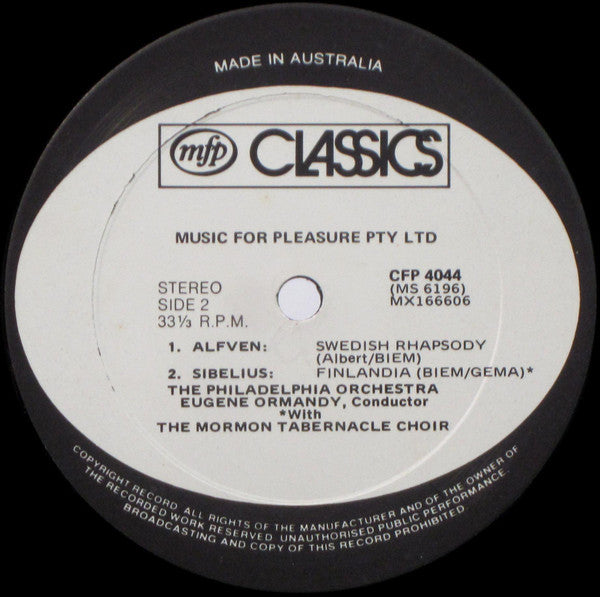 MADE IN AUSTRALIA
mfp CLASSICS
MUSIC FOR PLEASURE PTY LTD
STEREO
SIDE 2
33⅓ R.P.M.
CFP 4044
(MS 6196)
MX166606
1. ALFVEN: SWEDISH RHAPSODY
(Albert/BIEM)
2. SIBELIUS: FINLANDIA (BIEM/GEMA)*
THE PHILADELPHIA ORCHESTRA
EUGENE ORMANDY, Conductor
*With
THE MORMON TABERNACLE CHOIR
COPYRIGHT RECORD. ALL RIGHTS OF THE MANUFACTURER AND OF THE OWNER OF
THE RECORDED WORK RESERVED. UNAUTHORISED PUBLIC PERFORMANCE.
BROADCASTING AND COPY OF THIS RECORD PROHIBITED